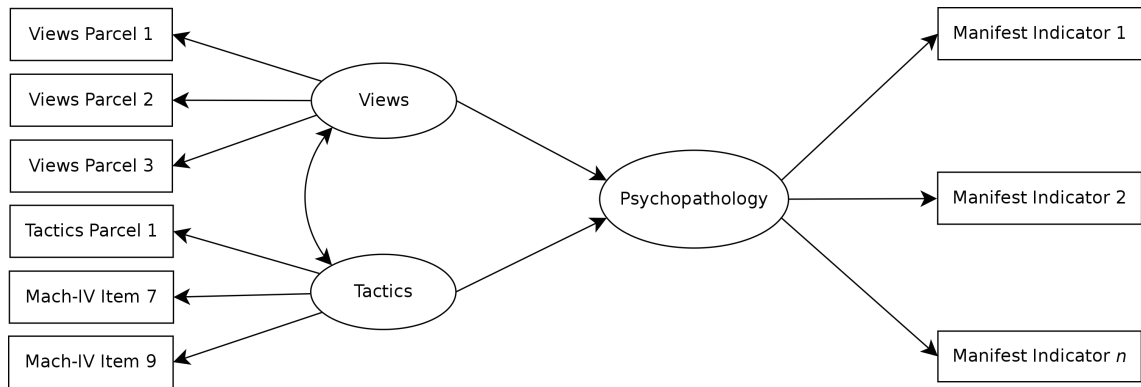 Views Parcel 1
Views Parcel 2
Views Parcel 3
Tactics Parcel 1
Mach-IV Item 7
Mach-IV Item 9
Views
Tactics
Psychopathology
Manifest Indicator 1
Manifest Indicator 2
Manifest Indicator n